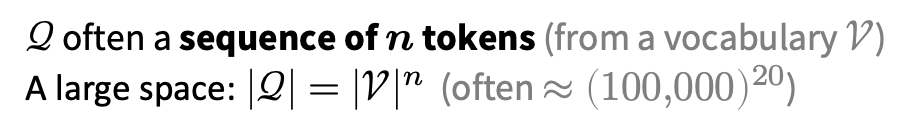 𝒬 often a sequence of n tokens (from a vocabulary 𝒱)
A large space: |𝒬| = |𝒱|ⁿ (often ≈ (100,000)²⁰)